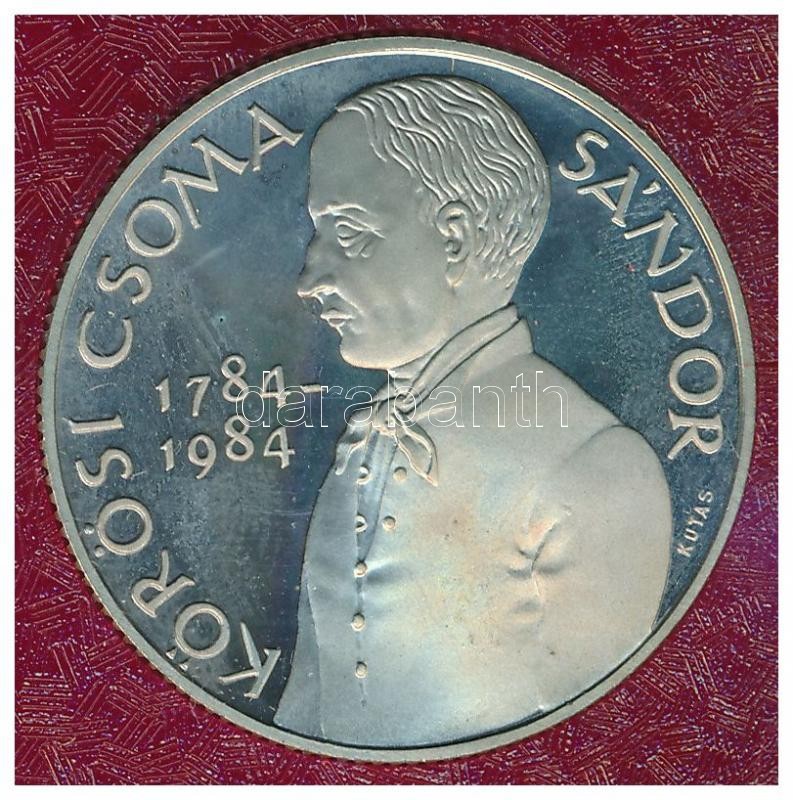 KŐRÖSI CSOMA SÁNDOR
1784-
1984
KUTAS
darabanth